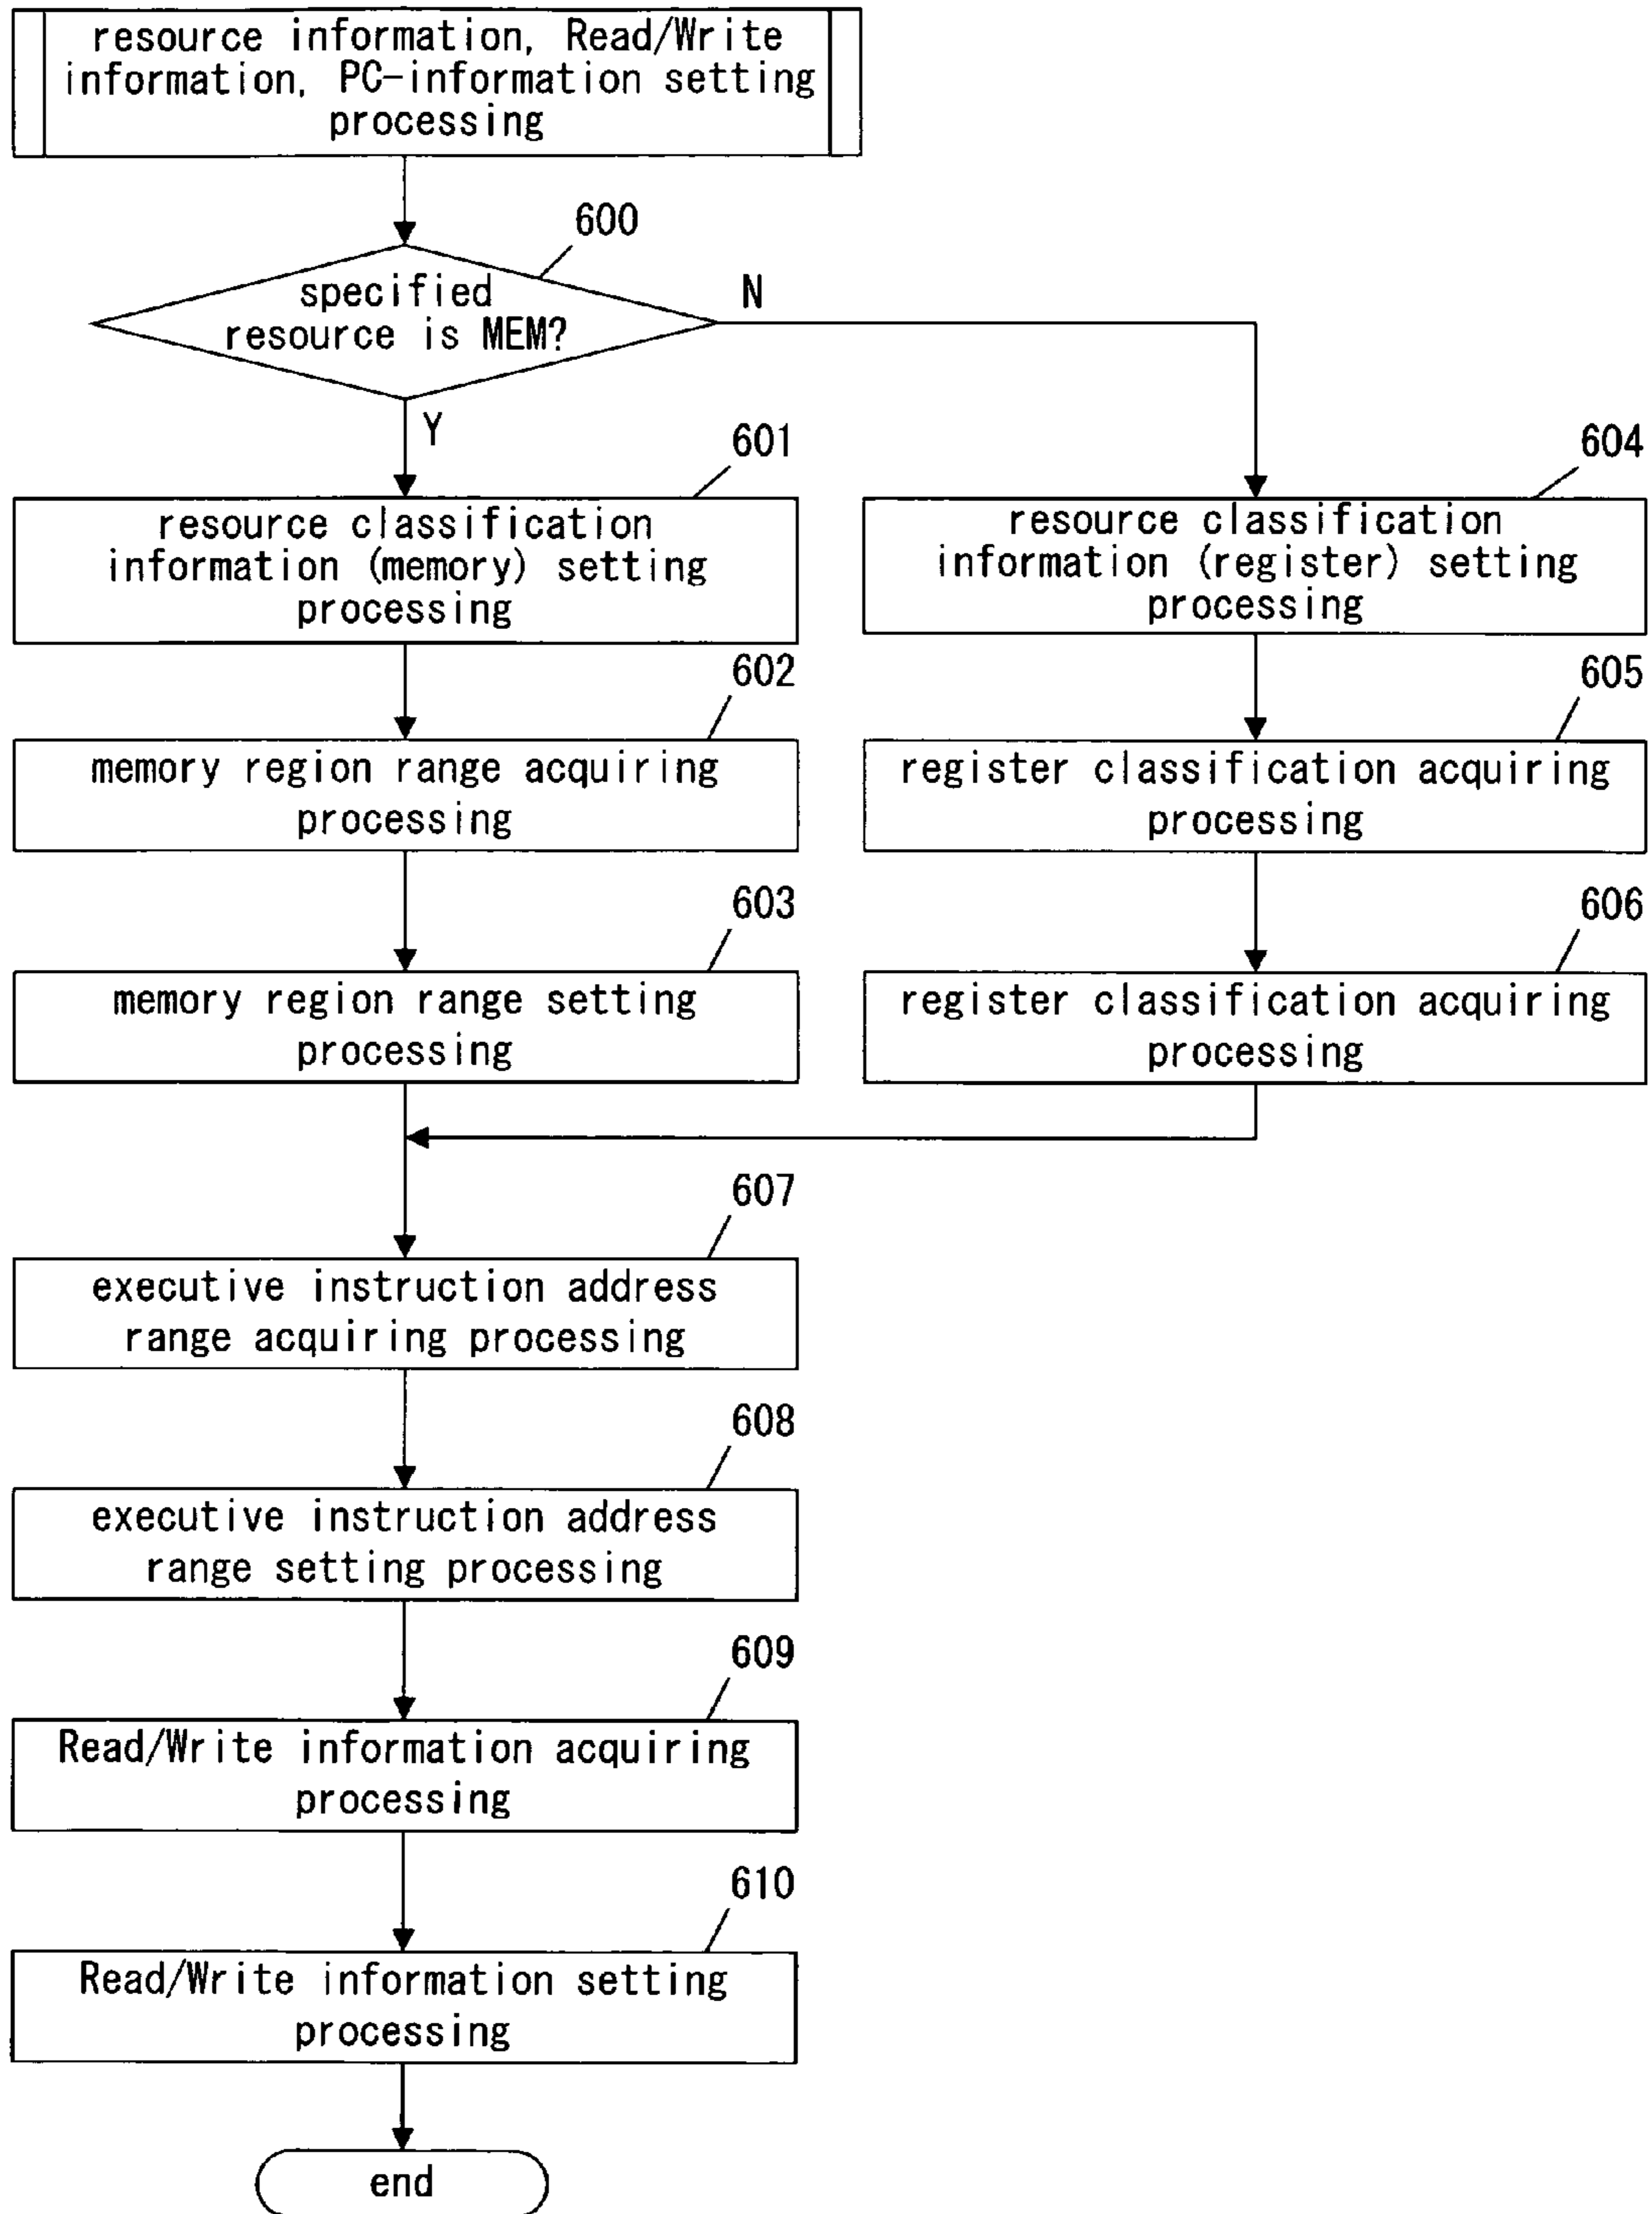 resource information, Read/Write
information, PC-information setting
processing
600
specified
resource is MEM?
N
Y
601
resource classification
information (memory) setting
processing
604
resource classification
information (register) setting
processing
602
memory region range acquiring
processing
605
register classification acquiring
processing
603
memory region range setting
processing
606
register classification acquiring
processing
607
executive instruction address
range acquiring processing
608
executive instruction address
range setting processing
609
Read/Write information acquiring
processing
610
Read/Write information setting
processing
end